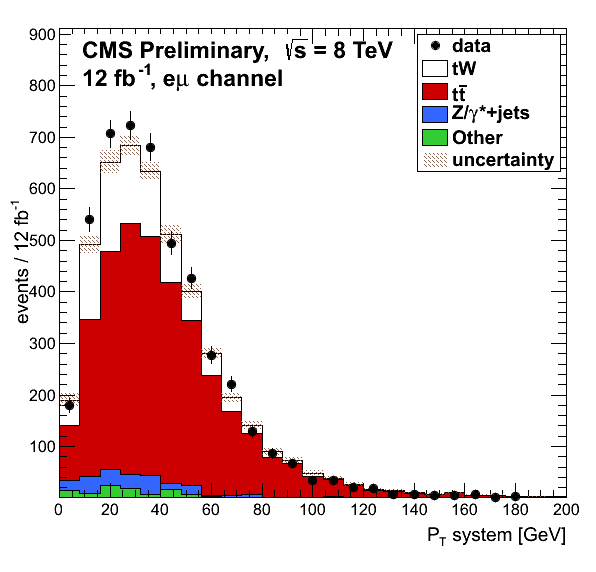 CMS Preliminary, √s = 8 TeV
12 fb⁻¹, eμ channel
data
tW
tt̄
Z/γ*+jets
Other
uncertainty
events / 12 fb⁻¹
900
800
700
600
500
400
300
200
100
0 20 40 60 80 100 120 140 160 180 200
P_T system [GeV]